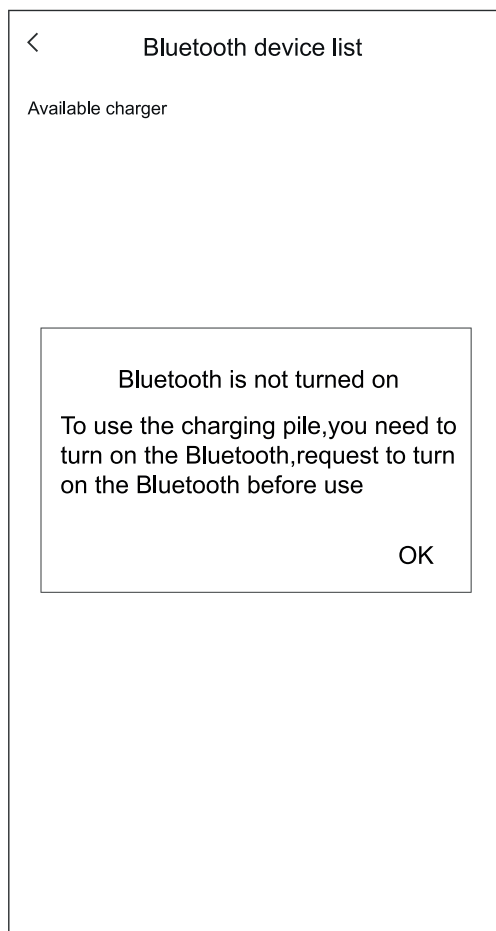 Bluetooth device list
Available charger
Bluetooth is not turned on
To use the charging pile,you need to
turn on the Bluetooth,request to turn
on the Bluetooth before use
OK